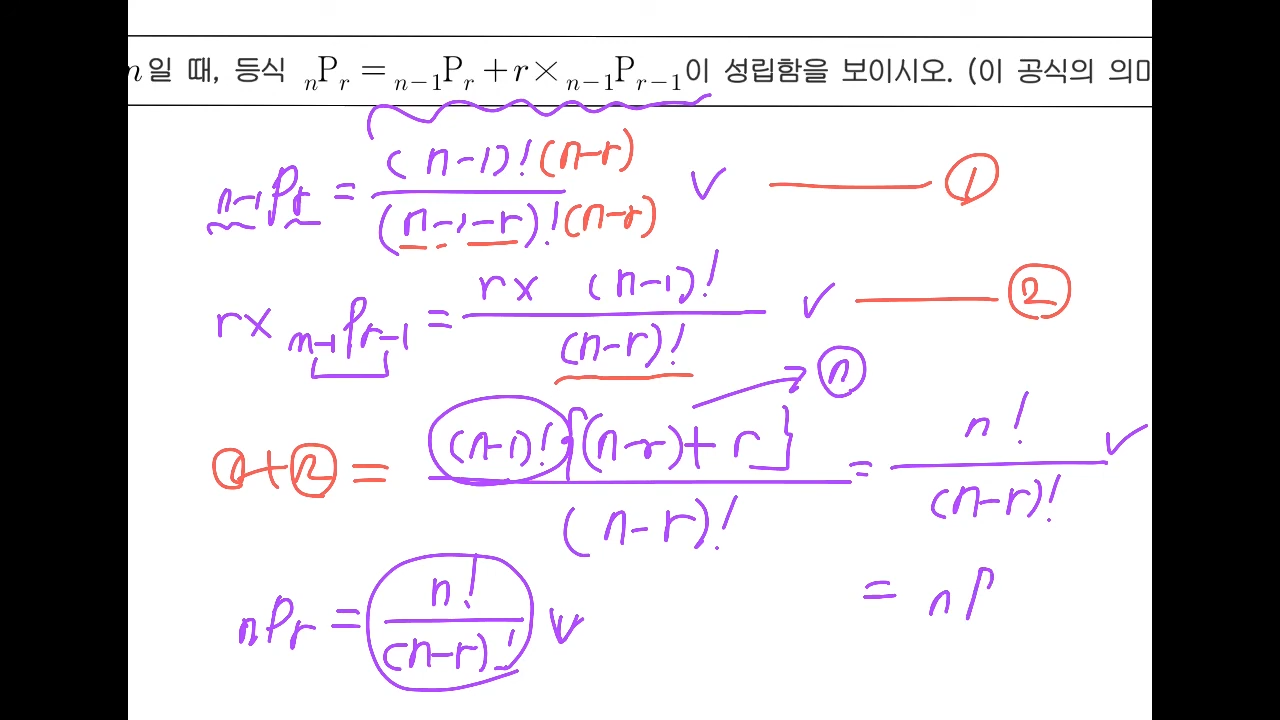 n일 때, 등식 ₙPᵣ = ₙ₋₁Pᵣ + r × ₙ₋₁Pᵣ₋₁이 성립함을 보이시오. (이 공식의 의미
ₙ₋₁Pᵣ = (n-1)!(n-r) / (n-1-r)!(n-r) ✓ ①
r× ₙ₋₁Pᵣ₋₁ = r× (n-1)! / (n-r)! ✓ ② 
①+② = (n-1)!{(n-r)+r} / (n-r)! → ⓝ = n! / (n-r)! ✓
ₙPᵣ = n! / (n-r)! ✓ = ₙP